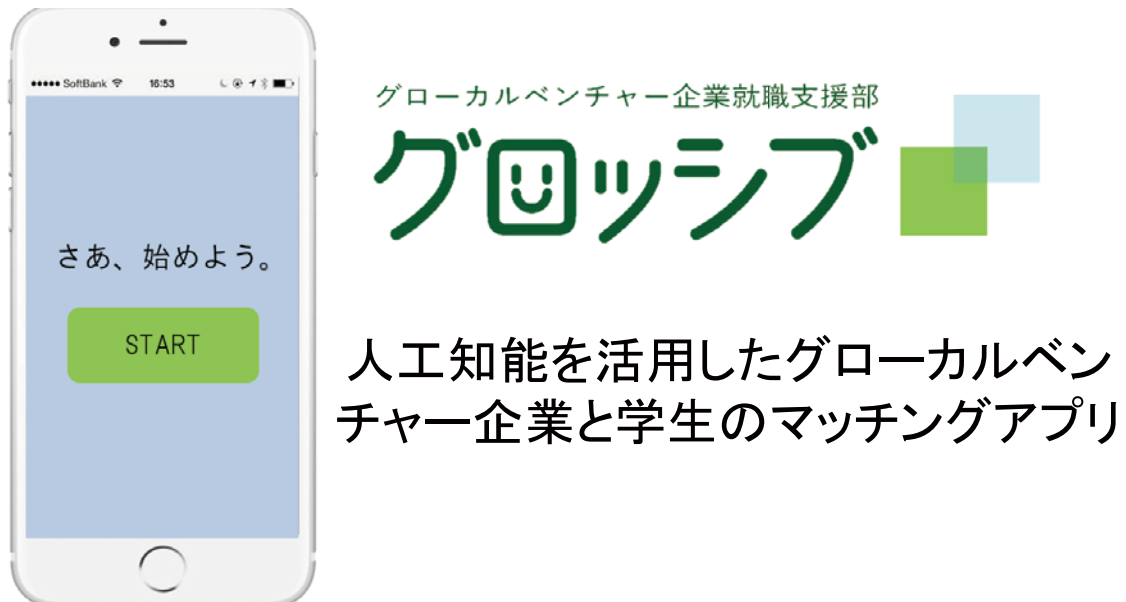 ●●●●● SoftBank 16:53
さあ、始めよう。
START
グローカルベンチャー企業就職支援部
グロッシブ
人工知能を活用したグローカルベン
チャー企業と学生のマッチングアプリ